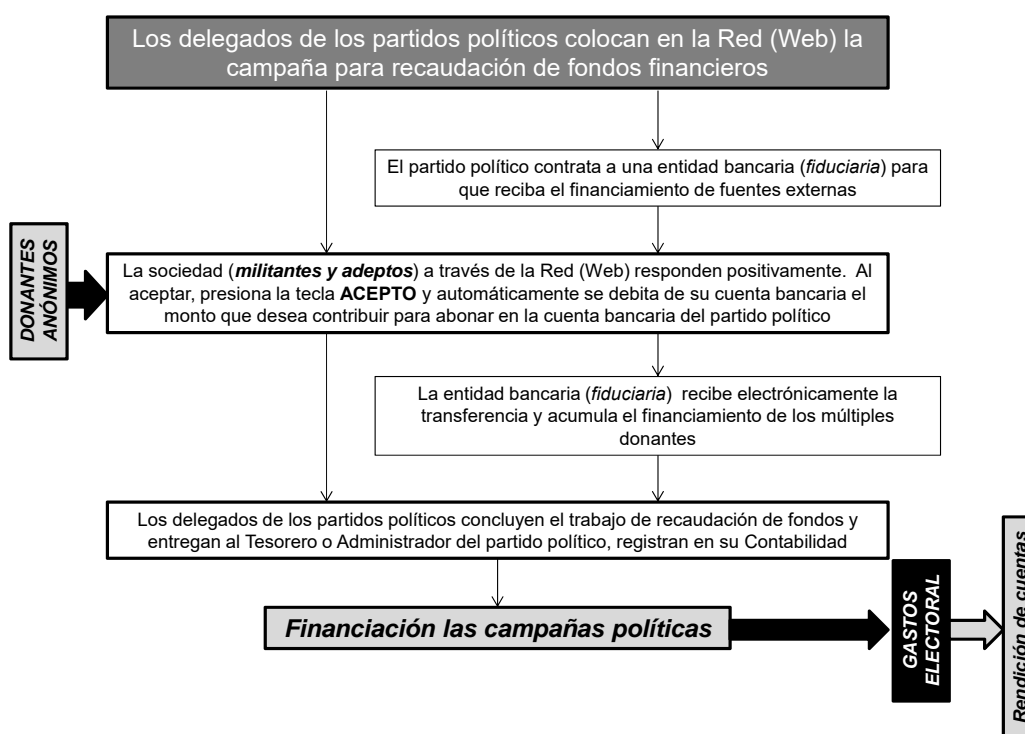 Los delegados de los partidos políticos colocan en la Red (Web) la
campaña para recaudación de fondos financieros
El partido político contrata a una entidad bancaria (fiduciaria) para
que reciba el financiamiento de fuentes externas
DONANTES
ANÓNIMOS
La sociedad (militantes y adeptos) a través de la Red (Web) responden positivamente. Al
aceptar, presiona la tecla ACEPTO y automáticamente se debita de su cuenta bancaria el
monto que desea contribuir para abonar en la cuenta bancaria del partido político
La entidad bancaria (fiduciaria) recibe electrónicamente la
transferencia y acumula el financiamiento de los múltiples
donantes
Los delegados de los partidos políticos concluyen el trabajo de recaudación de fondos y
entregan al Tesorero o Administrador del partido político, registran en su Contabilidad
Financiación las campañas políticas
GASTOS
ELECTORAL
Rendición de cuentas